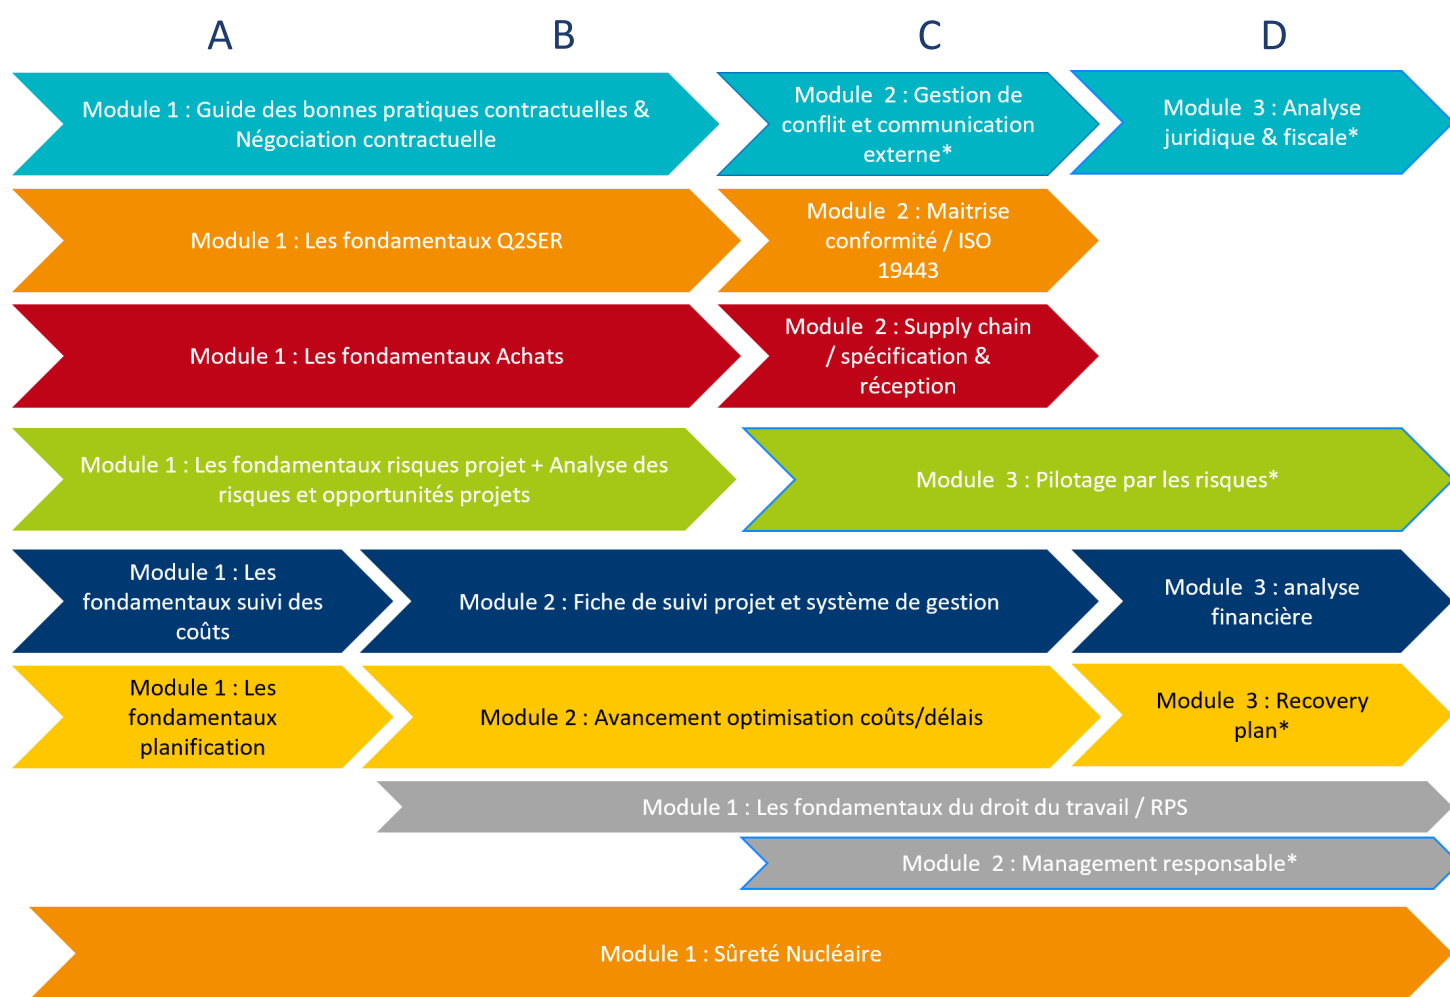 A B C D
Module 1 : Guide des bonnes pratiques contractuelles &
Négociation contractuelle
Module 2 : Gestion de
conflit et communication
externe*
Module 3 : Analyse
juridique & fiscale*
Module 1 : Les fondamentaux Q2SER
Module 2 : Maitrise
conformité / ISO
19443
Module 1 : Les fondamentaux Achats
Module 2 : Supply chain
/ spécification &
réception
Module 1 : Les fondamentaux risques projet + Analyse des
risques et opportunités projets
Module 3 : Pilotage par les risques*
Module 1 : Les
fondamentaux suivi des
coûts
Module 2 : Fiche de suivi projet et système de gestion
Module 3 : analyse
financière
Module 1 : Les
fondamentaux
planification
Module 2 : Avancement optimisation coûts/délais
Module 3 : Recovery
plan*
Module 1 : Les fondamentaux du droit du travail / RPS
Module 2 : Management responsable*
Module 1 : Sûreté Nucléaire